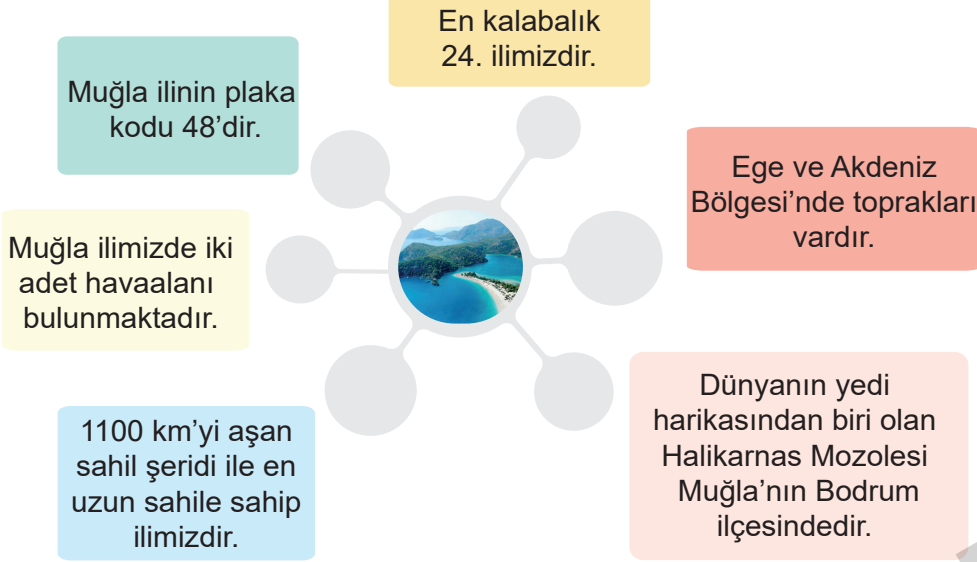 En kalabalık
24. ilimizdir.
Muğla ilinin plaka
kodu 48’dir.
Ege ve Akdeniz
Bölgesi’nde toprakları
vardır.
Muğla ilimizde iki
adet havaalanı
bulunmaktadır.
Dünyanın yedi
harikasından biri olan
Halikarnas Mozolesi
Muğla’nın Bodrum
ilçesindedir.
1100 km’yi aşan
sahil şeridi ile en
uzun sahile sahip
ilimizdir.